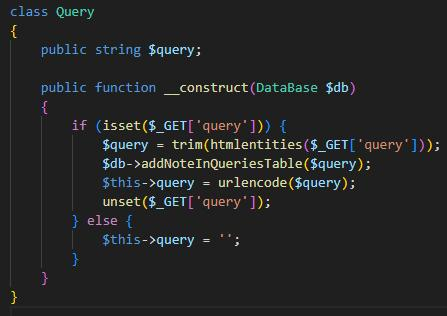 class Query
{
    public string $query;

    public function __construct(DataBase $db)
    {
        if (isset($_GET['query'])) {
            $query = trim(htmlentities($_GET['query']));
            $db->addNoteInQueriesTable($query);
            $this->query = urlencode($query);
            unset($_GET['query']);
        } else {
            $this->query = '';
        }
    }
}